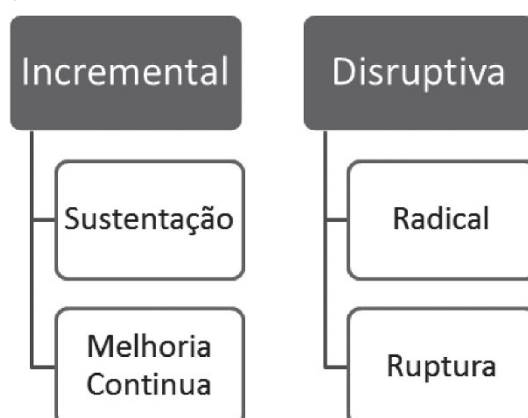 Incremental
Disruptiva
Sustentação
Radical
Melhoria
Continua
Ruptura